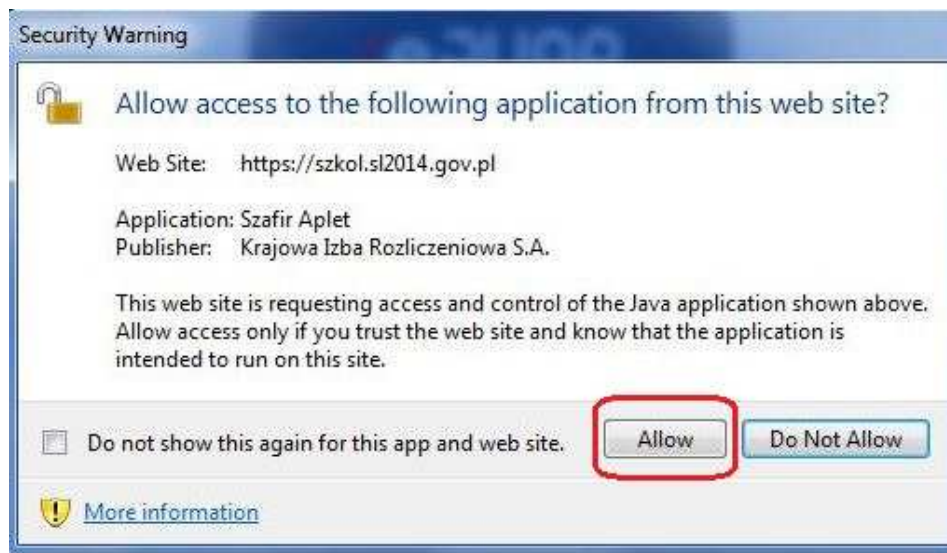 Security Warning
Allow access to the following application from this web site?
Web Site: https://szkol.sl2014.gov.pl
Application: Szafir Aplet
Publisher: Krajowa Izba Rozliczeniowa S.A.
This web site is requesting access and control of the Java application shown above.
Allow access only if you trust the web site and know that the application is
intended to run on this site.
Do not show this again for this app and web site. Allow Do Not Allow
More information